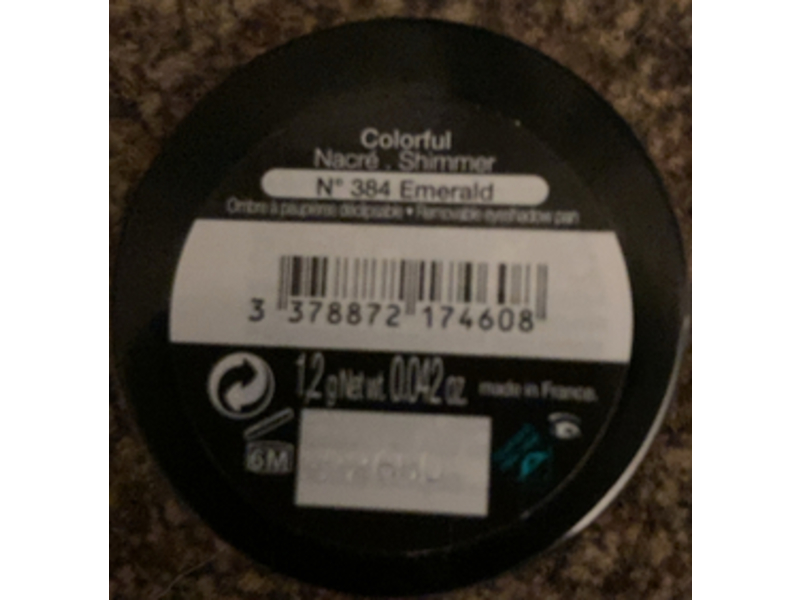 Colorful
Nacré . Shimmer
N° 384 Emerald
Ombre à paupières déclipsable • Removable eyeshadow pan
3 378872 174608
1,2 g Net wt. 0.042 oz. made in France.
6M